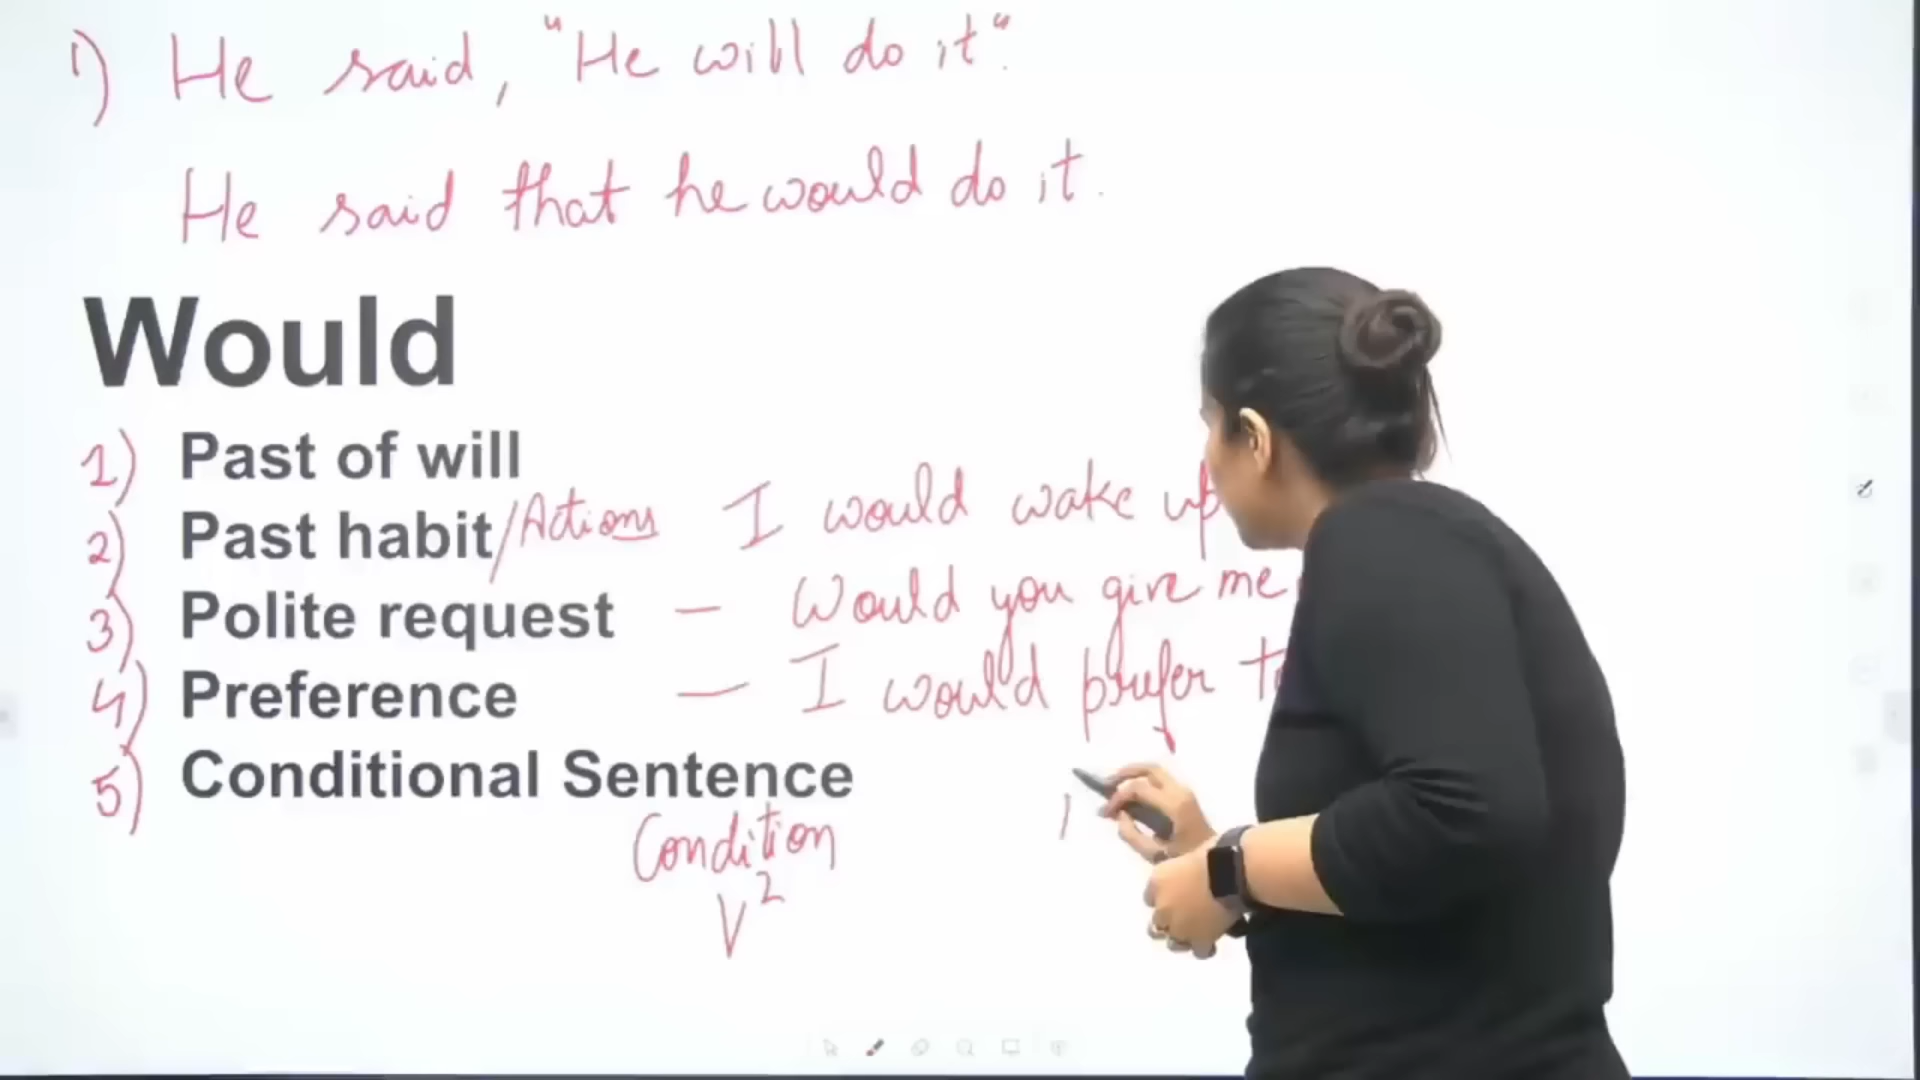 1) He said, "He will do it".
He said that he would do it.
Would
1) Past of will
2) Past habit/Actions I would wake up
3) Polite request — Would you give me
4) Preference — I would prefer to
5) Conditional Sentence
Condition
V²